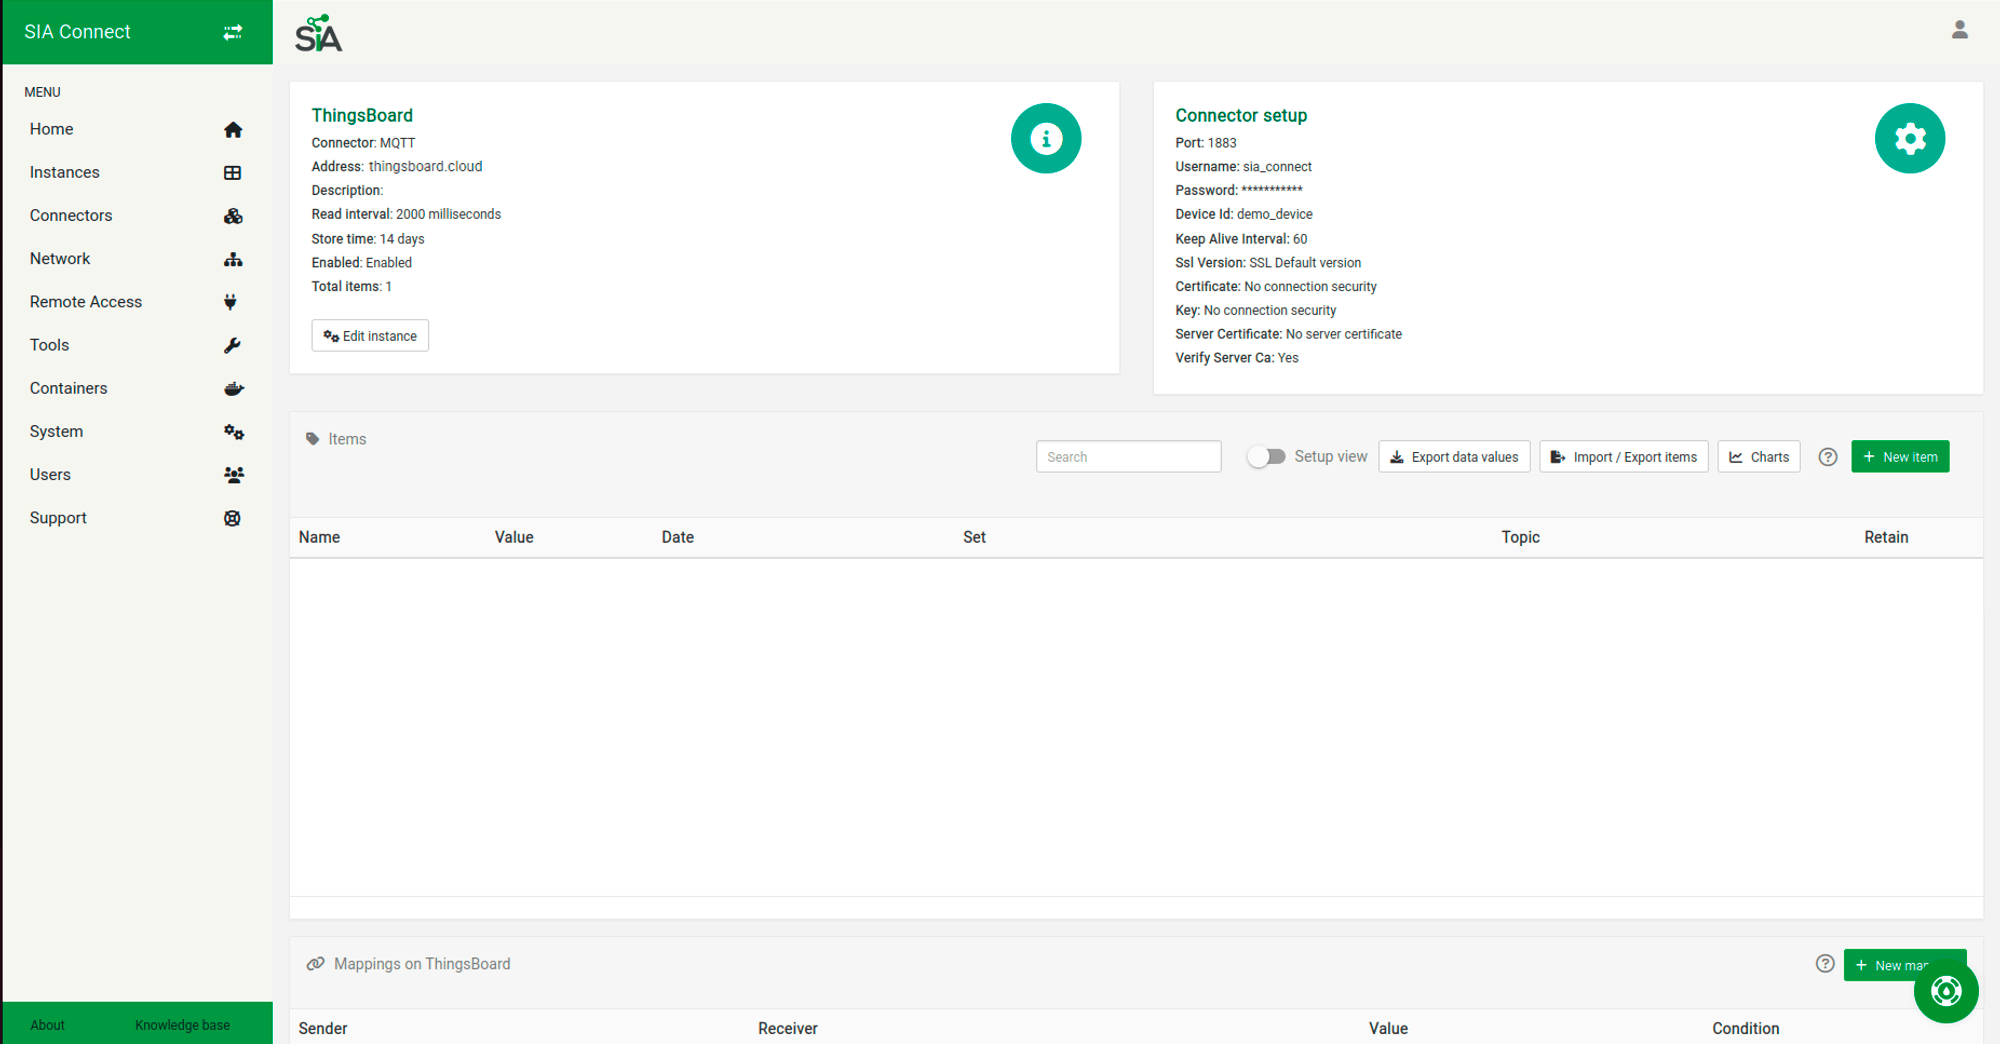 SIA Connect
SiA
MENU
Home
Instances
Connectors
Network
Remote Access
Tools
Containers
System
Users
Support
About
Knowledge base
ThingsBoard
Connector: MQTT
Address: thingsboard.cloud
Description:
Read interval: 2000 milliseconds
Store time: 14 days
Enabled: Enabled
Total items: 1
Edit instance
Connector setup
Port: 1883
Username: sia_connect
Password: ***********
Device Id: demo_device
Keep Alive Interval: 60
Ssl Version: SSL Default version
Certificate: No connection security
Key: No connection security
Server Certificate: No server certificate
Verify Server Ca: Yes
Items
Search
Setup view
Export data values
Import / Export items
Charts
?
+ New item
Name Value Date Set Topic Retain
Mappings on ThingsBoard
?
+ New
Sender Receiver Value Condition